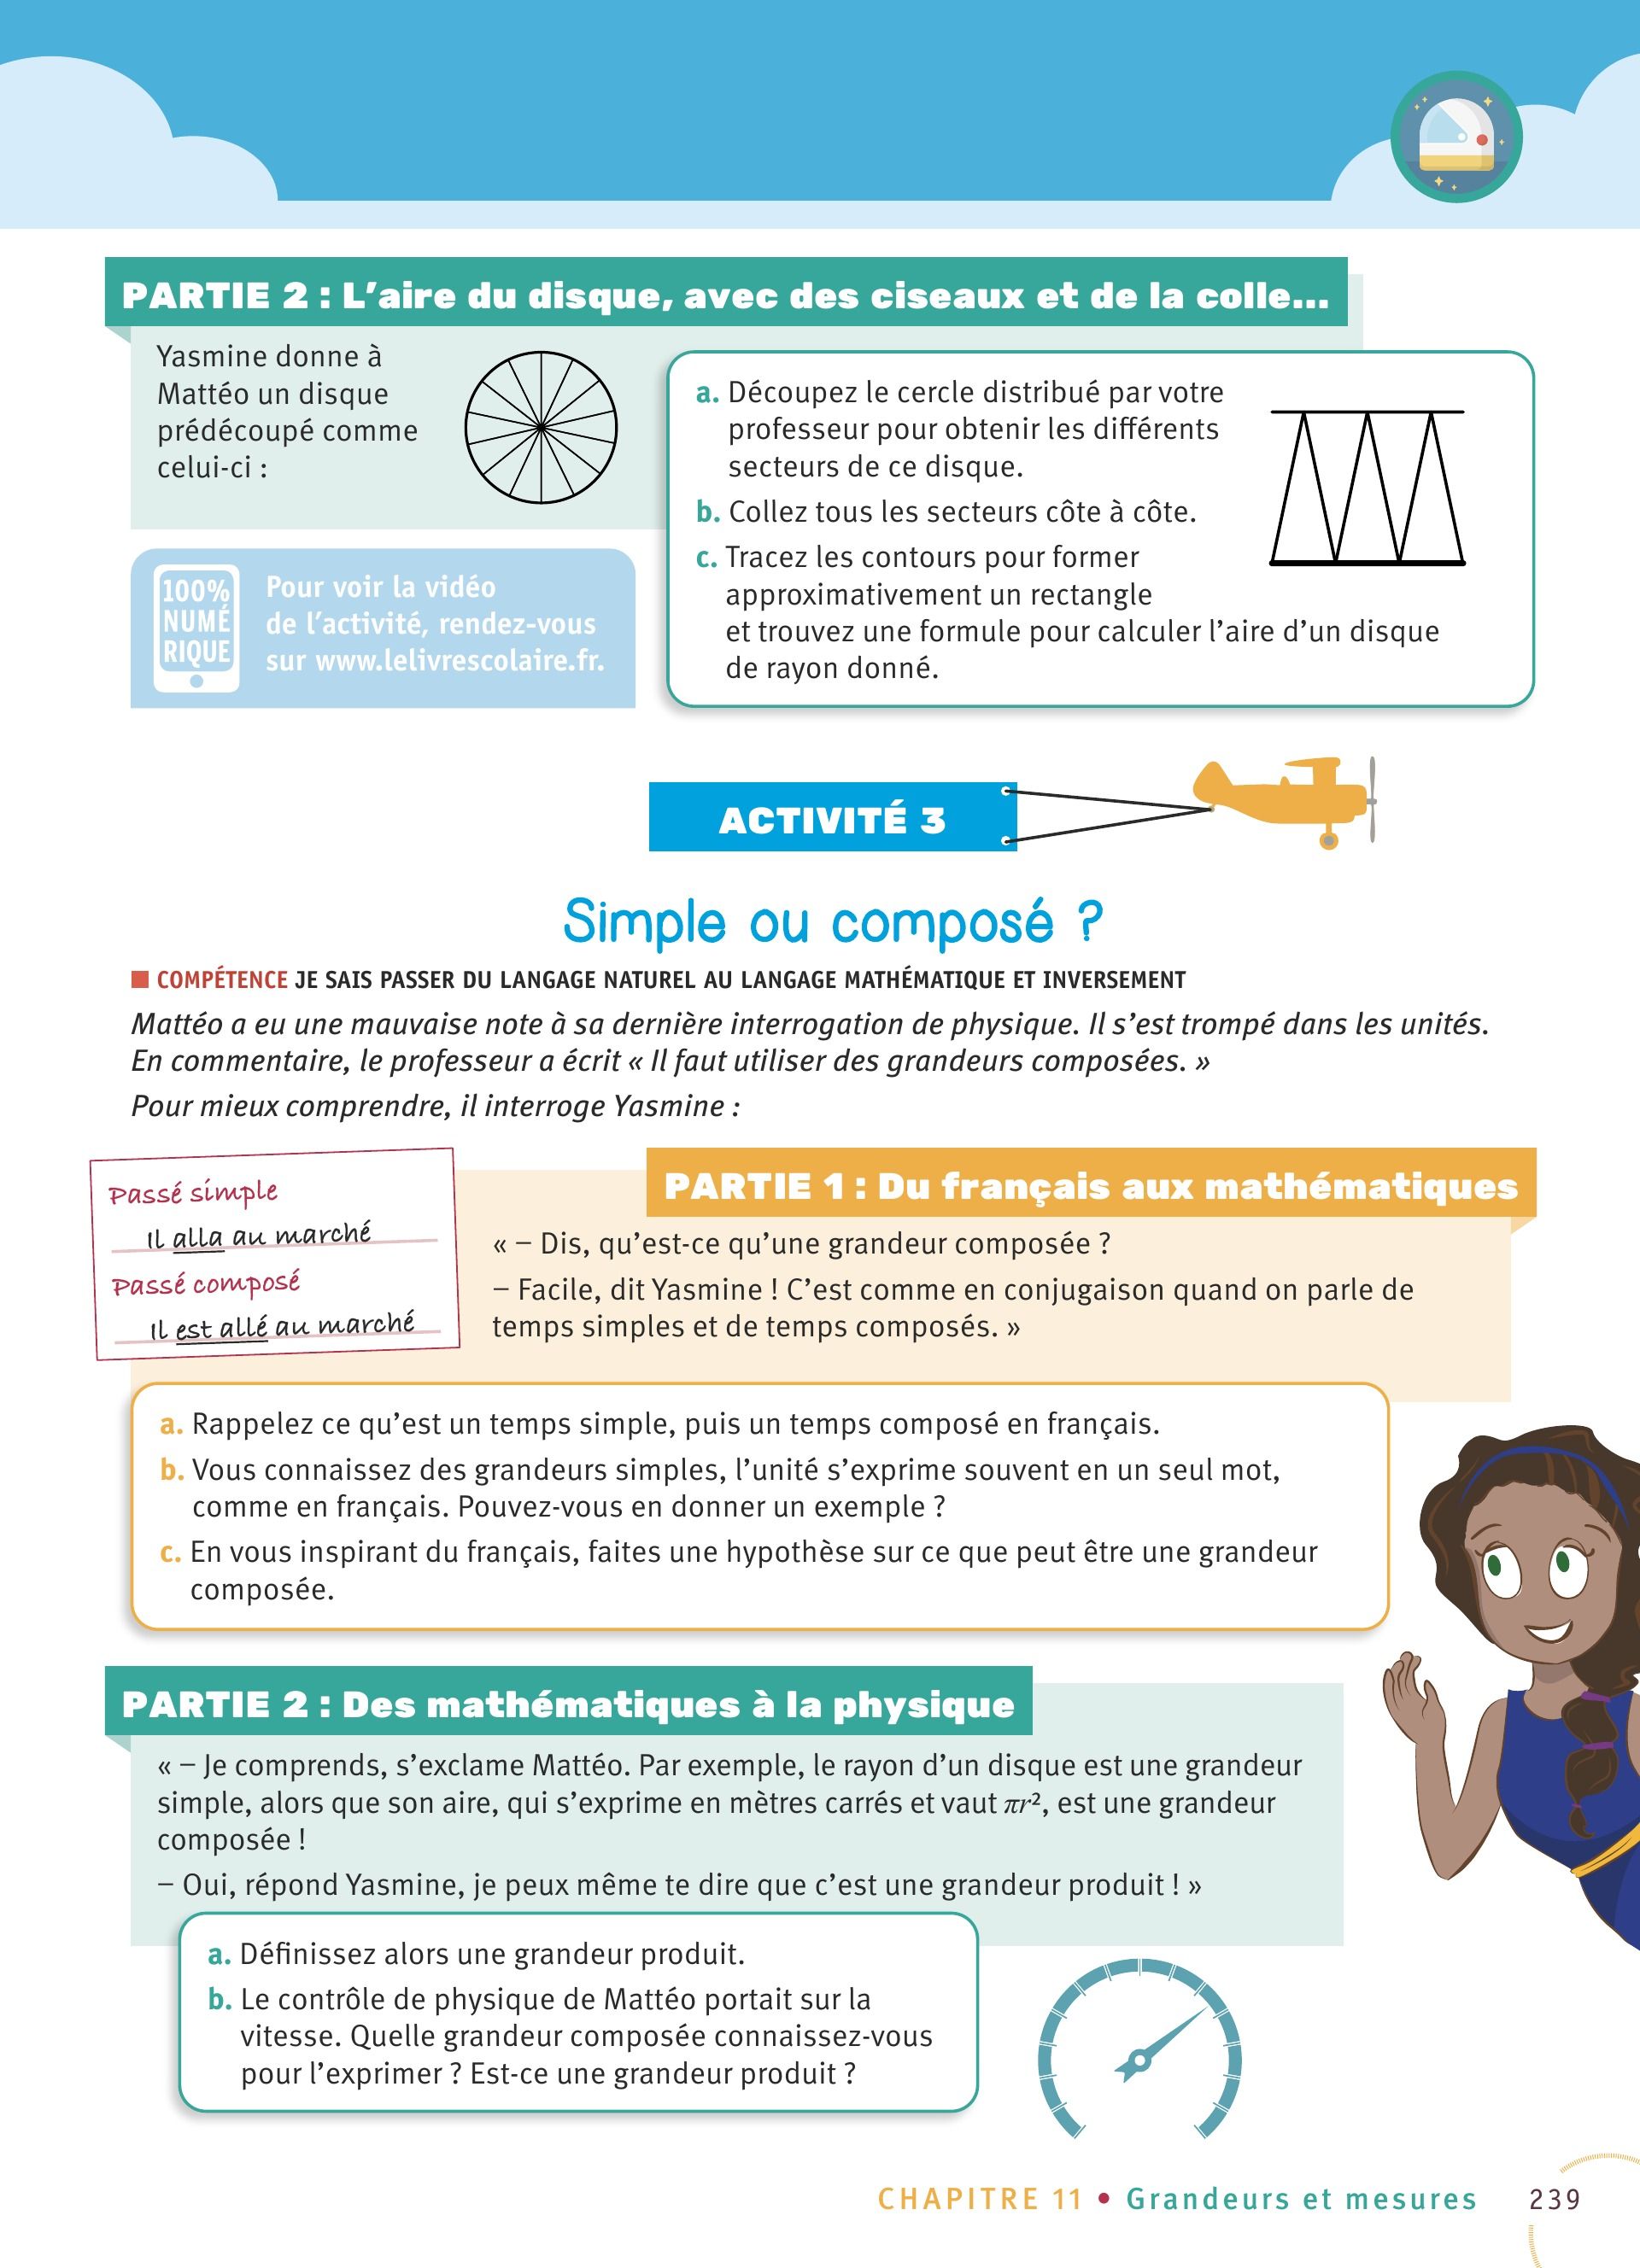 PARTIE 2 : L’aire du disque, avec des ciseaux et de la colle...
Yasmine donne à
Mattéo un disque
prédécoupé comme
celui-ci :
100%
NUMÉ
RIQUE
Pour voir la vidéo
de l’activité, rendez-vous
sur www.lelivrescolaire.fr.
a. Découpez le cercle distribué par votre
professeur pour obtenir les différents
secteurs de ce disque.
b. Collez tous les secteurs côte à côte.
c. Tracez les contours pour former
approximativement un rectangle
et trouvez une formule pour calculer l’aire d’un disque
de rayon donné.
ACTIVITÉ 3
Simple ou composé ?
COMPÉTENCE JE SAIS PASSER DU LANGAGE NATUREL AU LANGAGE MATHÉMATIQUE ET INVERSEMENT
Mattéo a eu une mauvaise note à sa dernière interrogation de physique. Il s’est trompé dans les unités.
En commentaire, le professeur a écrit « Il faut utiliser des grandeurs composées. »
Pour mieux comprendre, il interroge Yasmine :
Passé simple
Il alla au marché
Passé composé
Il est allé au marché
PARTIE 1 : Du français aux mathématiques
« – Dis, qu’est-ce qu’une grandeur composée ?
– Facile, dit Yasmine ! C’est comme en conjugaison quand on parle de
temps simples et de temps composés. »
a. Rappelez ce qu’est un temps simple, puis un temps composé en français.
b. Vous connaissez des grandeurs simples, l’unité s’exprime souvent en un seul mot,
comme en français. Pouvez-vous en donner un exemple ?
c. En vous inspirant du français, faites une hypothèse sur ce que peut être une grandeur
composée.
PARTIE 2 : Des mathématiques à la physique
« – Je comprends, s’exclame Mattéo. Par exemple, le rayon d’un disque est une grandeur
simple, alors que son aire, qui s’exprime en mètres carrés et vaut πr², est une grandeur
composée !
– Oui, répond Yasmine, je peux même te dire que c’est une grandeur produit ! »
a. Définissez alors une grandeur produit.
b. Le contrôle de physique de Mattéo portait sur la
vitesse. Quelle grandeur composée connaissez-vous
pour l’exprimer ? Est-ce une grandeur produit ?
CHAPITRE 11 • Grandeurs et mesures 239